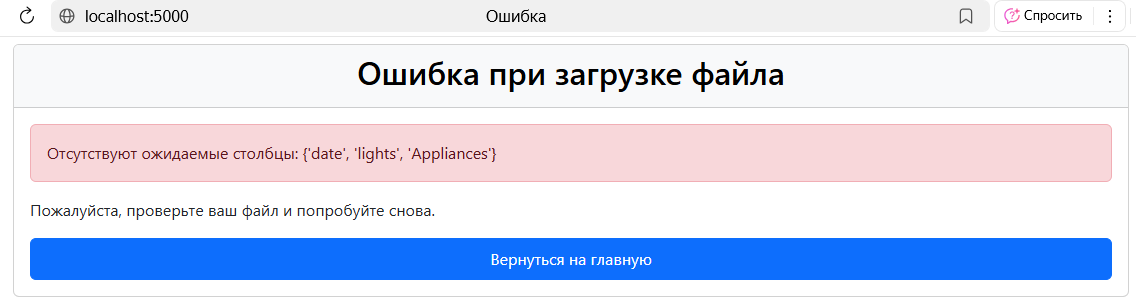 localhost:5000 Ошибка Спросить
Ошибка при загрузке файла
Отсутствуют ожидаемые столбцы: {'date', 'lights', 'Appliances'}
Пожалуйста, проверьте ваш файл и попробуйте снова.
Вернуться на главную